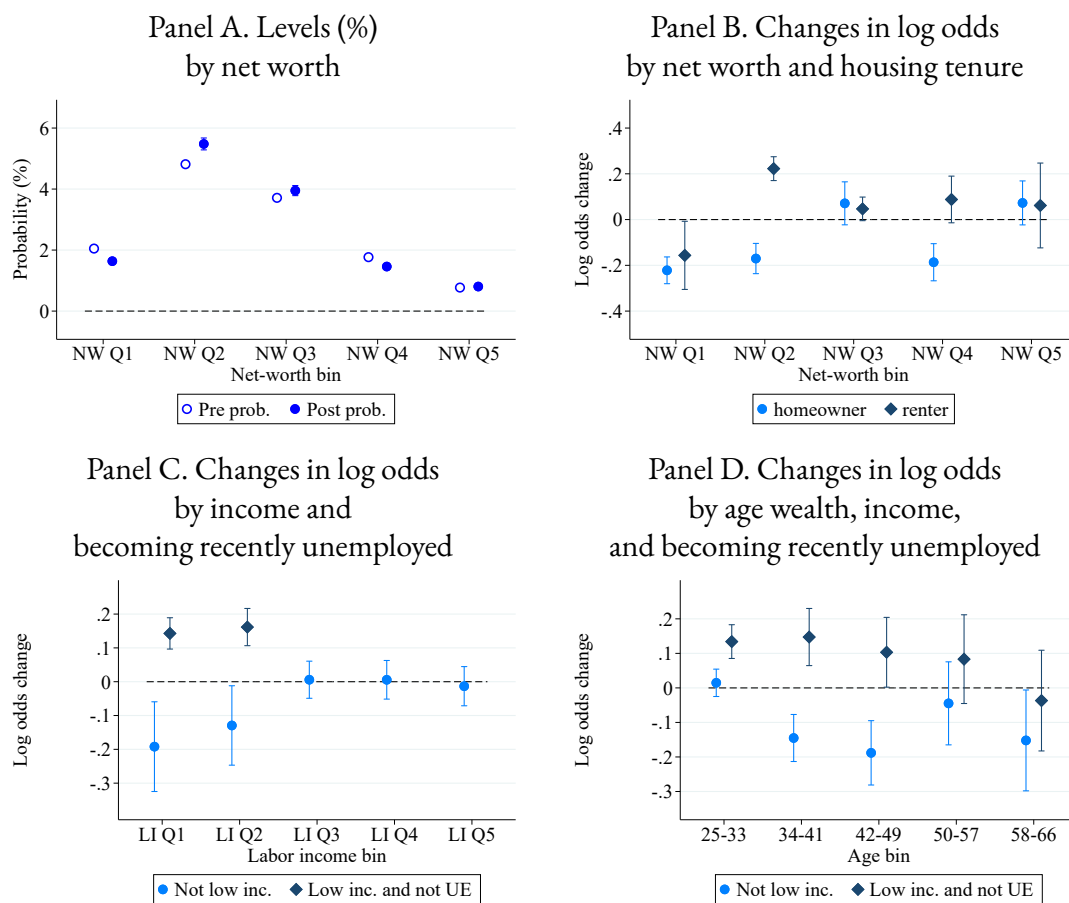 Panel A. Levels (%)
by net worth
Probability (%)
6
4
2
0
NW Q1 NW Q2 NW Q3 NW Q4 NW Q5
Net-worth bin
Pre prob. Post prob.
Panel B. Changes in log odds
by net worth and housing tenure
Log odds change
.4
.2
0
-.2
-.4
NW Q1 NW Q2 NW Q3 NW Q4 NW Q5
Net-worth bin
homeowner renter
Panel C. Changes in log odds
by income and
becoming recently unemployed
Log odds change
.2
.1
0
-.1
-.2
-.3
LI Q1 LI Q2 LI Q3 LI Q4 LI Q5
Labor income bin
Not low inc. Low inc. and not UE
Panel D. Changes in log odds
by age wealth, income,
and becoming recently unemployed
Log odds change
.2
.1
0
-.1
-.2
-.3
25-33 34-41 42-49 50-57 58-66
Age bin
Not low inc. Low inc. and not UE